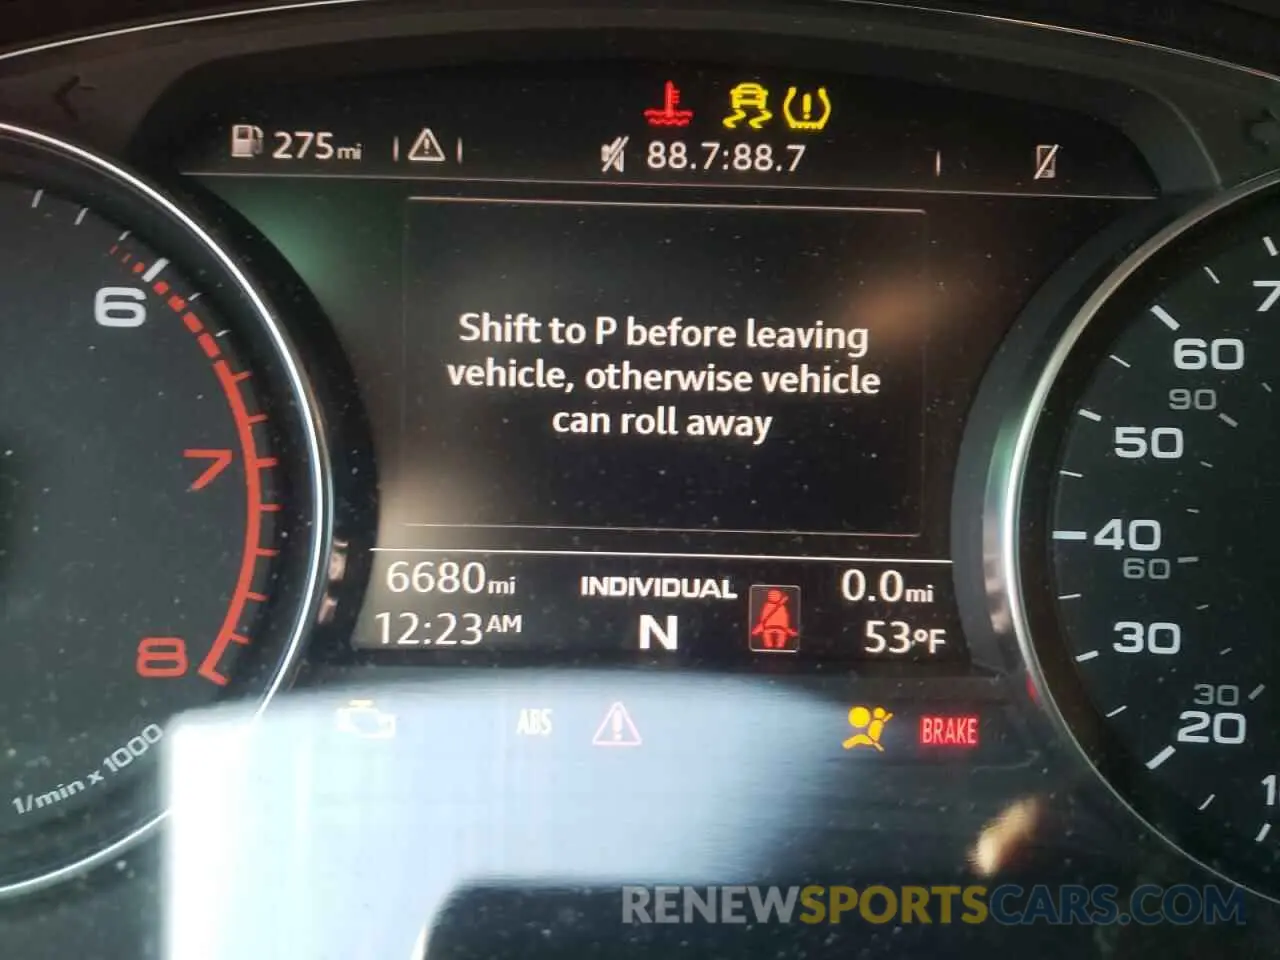 275mi
88.7:88.7
Shift to P before leaving
vehicle, otherwise vehicle
can roll away
6680mi INDIVIDUAL 0.0mi
12:23AM N 53°F
ABS BRAKE
6
7
8
1/min x 1000
60
90
50
40
60
30
30
20
RENEWSPORTSCARS.COM